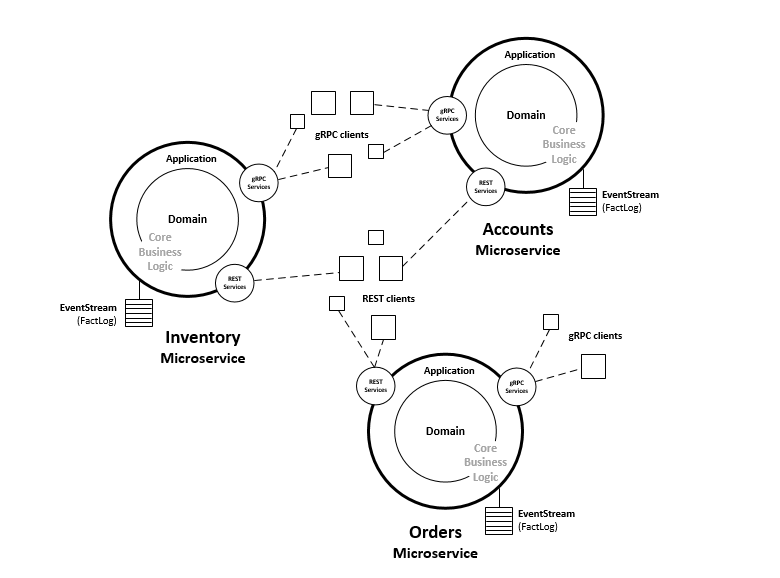 Application
gRPC
Services
Domain
Core
Business
Logic
REST
Services
EventStream
(FactLog)
Accounts
Microservice
gRPC clients
Application
gRPC
Services
Domain
Core
Business
Logic
REST
Services
EventStream
(FactLog)
Inventory
Microservice
REST clients
gRPC clients
Application
REST
Services
gRPC
Services
Domain
Core
Business
Logic
EventStream
(FactLog)
Orders
Microservice